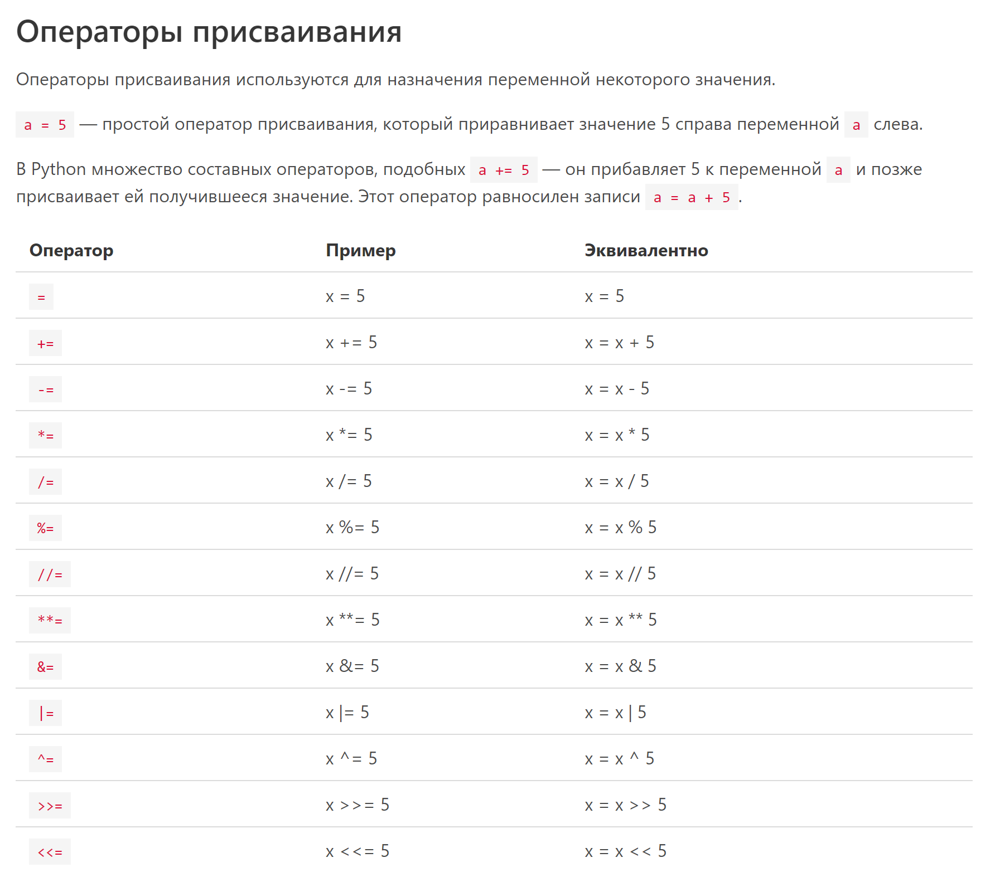 Операторы присваивания
Операторы присваивания используются для назначения переменной некоторого значения.
a = 5 — простой оператор присваивания, который приравнивает значение 5 справа переменной a слева.
В Python множество составных операторов, подобных a += 5 — он прибавляет 5 к переменной a и позже
присваивает ей получившееся значение. Этот оператор равносилен записи a = a + 5.
Оператор Пример Эквивалентно
= x = 5 x = 5
+= x += 5 x = x + 5
-= x -= 5 x = x - 5
*= x *= 5 x = x * 5
/= x /= 5 x = x / 5
%= x %= 5 x = x % 5
//= x //= 5 x = x // 5
**= x **= 5 x = x ** 5
&= x &= 5 x = x & 5
|= x |= 5 x = x | 5
^= x ^= 5 x = x ^ 5
>>= x >>= 5 x = x >> 5
<<= x <<= 5 x = x << 5